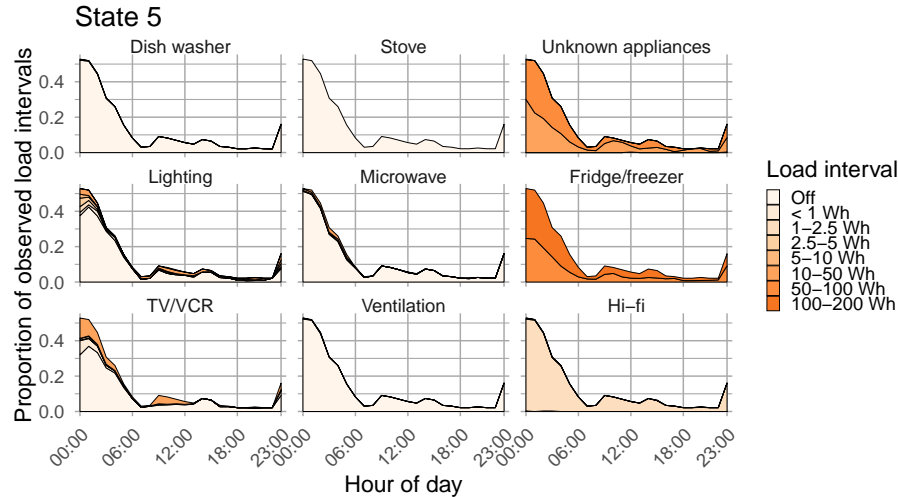 State 5
Dish washer
Stove
Unknown appliances
0.4
0.2
0.0
Lighting
Microwave
Fridge/freezer
0.4
0.2
0.0
TV/VCR
Ventilation
Hi−fi
0.4
0.2
0.0
00:00
06:00
12:00
18:00
23:00
00:00
06:00
12:00
18:00
23:00
00:00
06:00
12:00
18:00
23:00
Hour of day
Proportion of observed load intervals
Load interval
Off
< 1 Wh
1−2.5 Wh
2.5−5 Wh
5−10 Wh
10−50 Wh
50−100 Wh
100−200 Wh